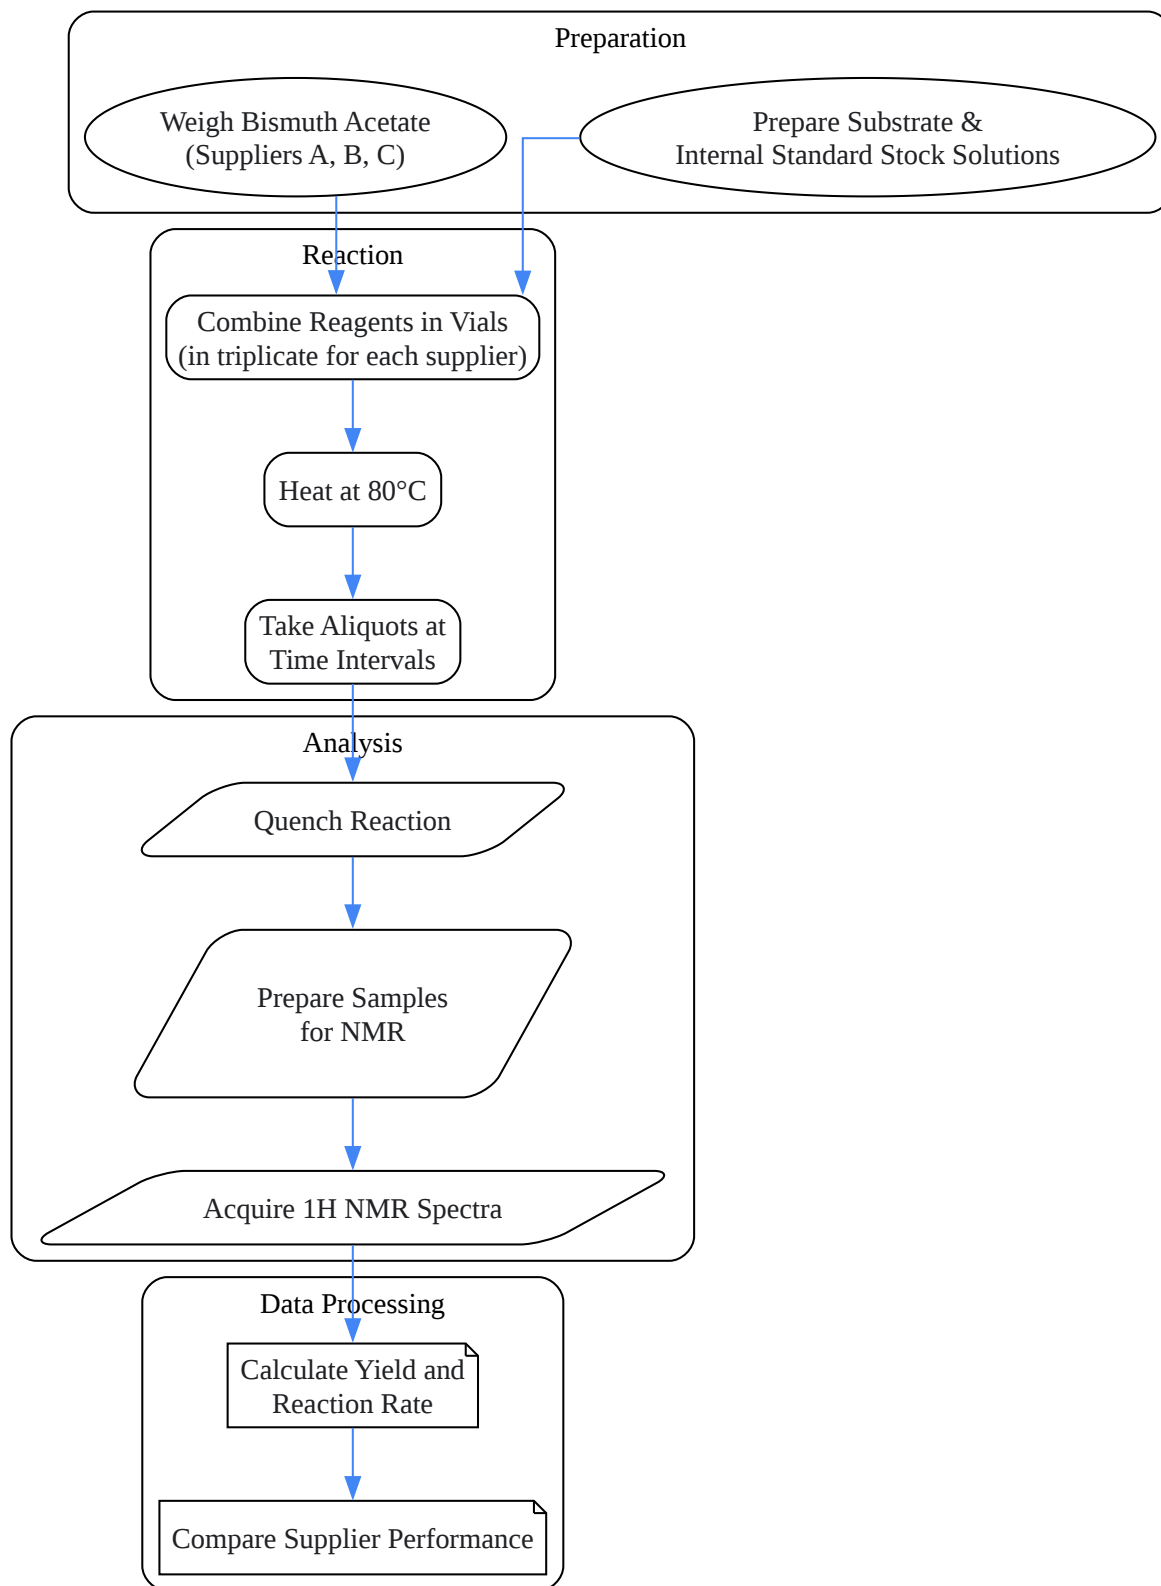 Preparation
Weigh Bismuth Acetate
(Suppliers A, B, C)
Prepare Substrate &
Internal Standard Stock Solutions
Reaction
Combine Reagents in Vials
(in triplicate for each supplier)
Heat at 80°C
Take Aliquots at
Time Intervals
Analysis
Quench Reaction
Prepare Samples
for NMR
Acquire 1H NMR Spectra
Data Processing
Calculate Yield and
Reaction Rate
Compare Supplier Performance